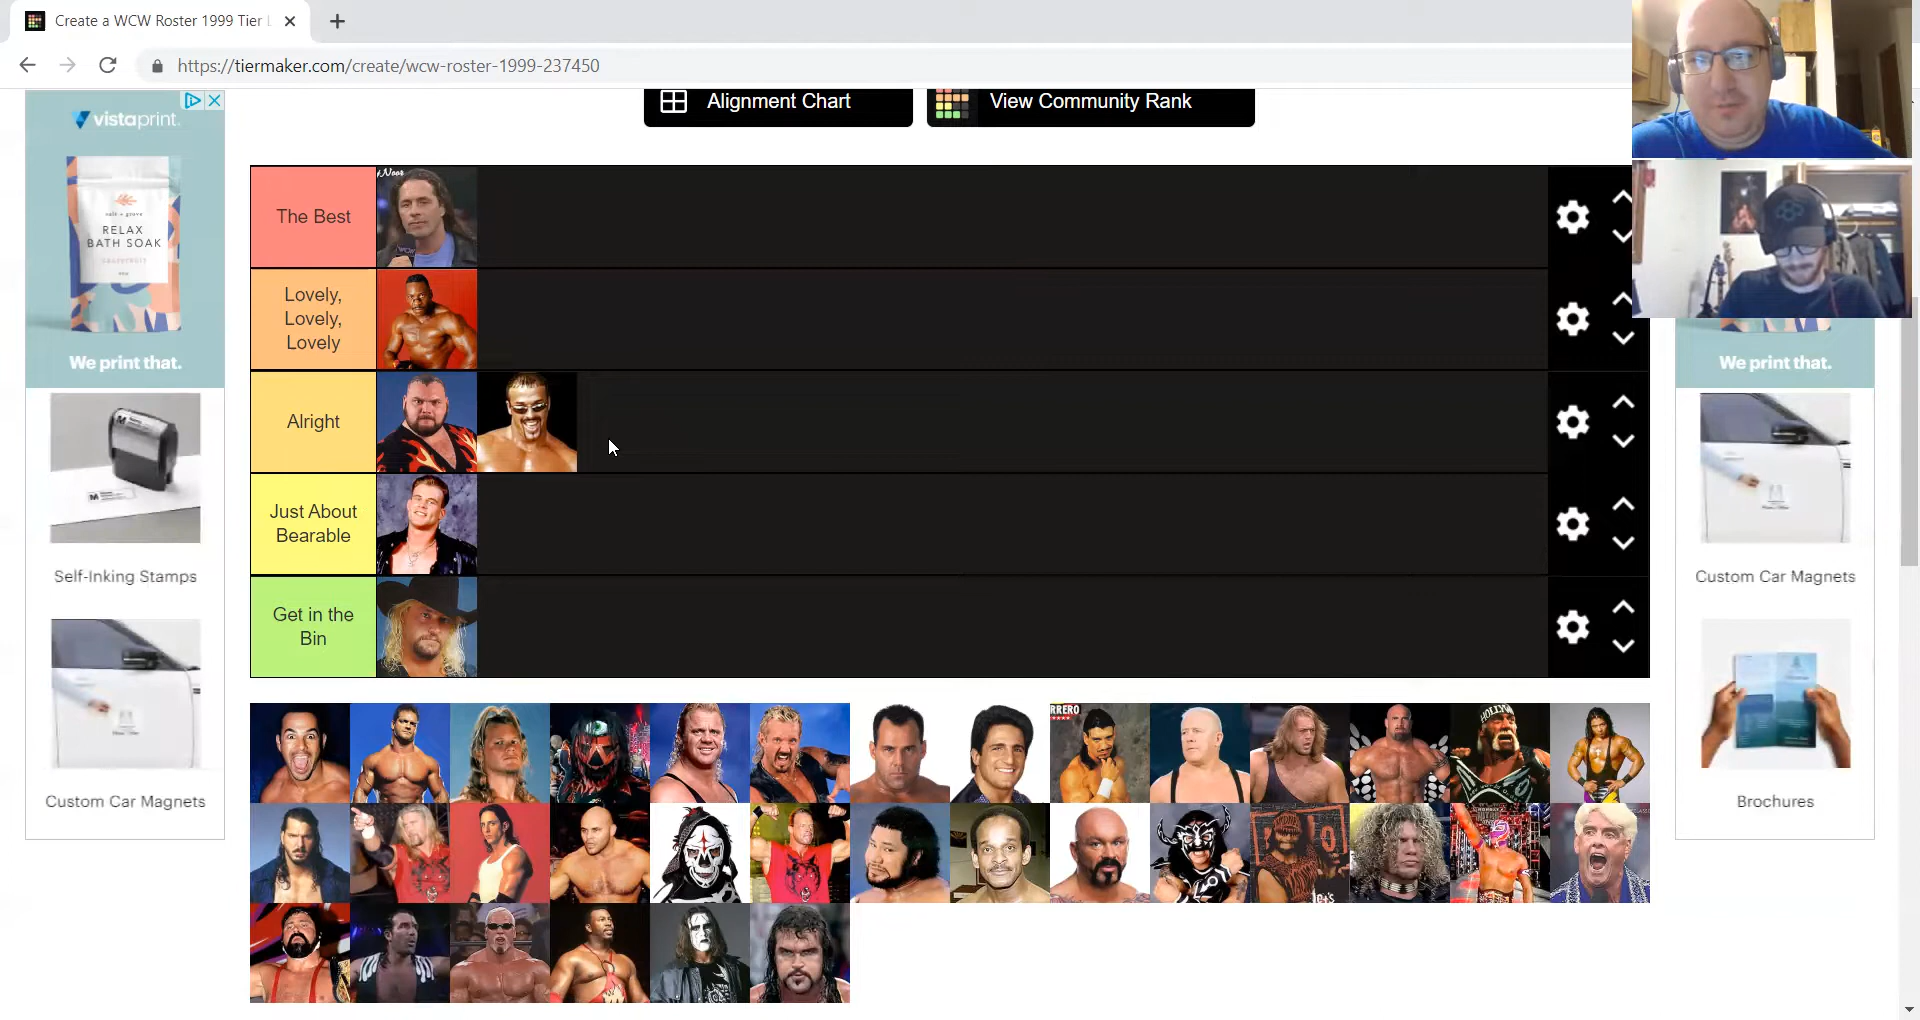 Create a WCW Roster 1999 Tier L
https://tiermaker.com/create/wcw-roster-1999-237450
Alignment Chart
View Community Rank
vistaprint.
salt + grove
RELAX
BATH SOAK
We print that.
Self-Inking Stamps
Custom Car Magnets
The Best
Lovely,
Lovely,
Lovely
Alright
Just About
Bearable
Get in the
Bin
RRERO
We print that.
Custom Car Magnets
Brochures